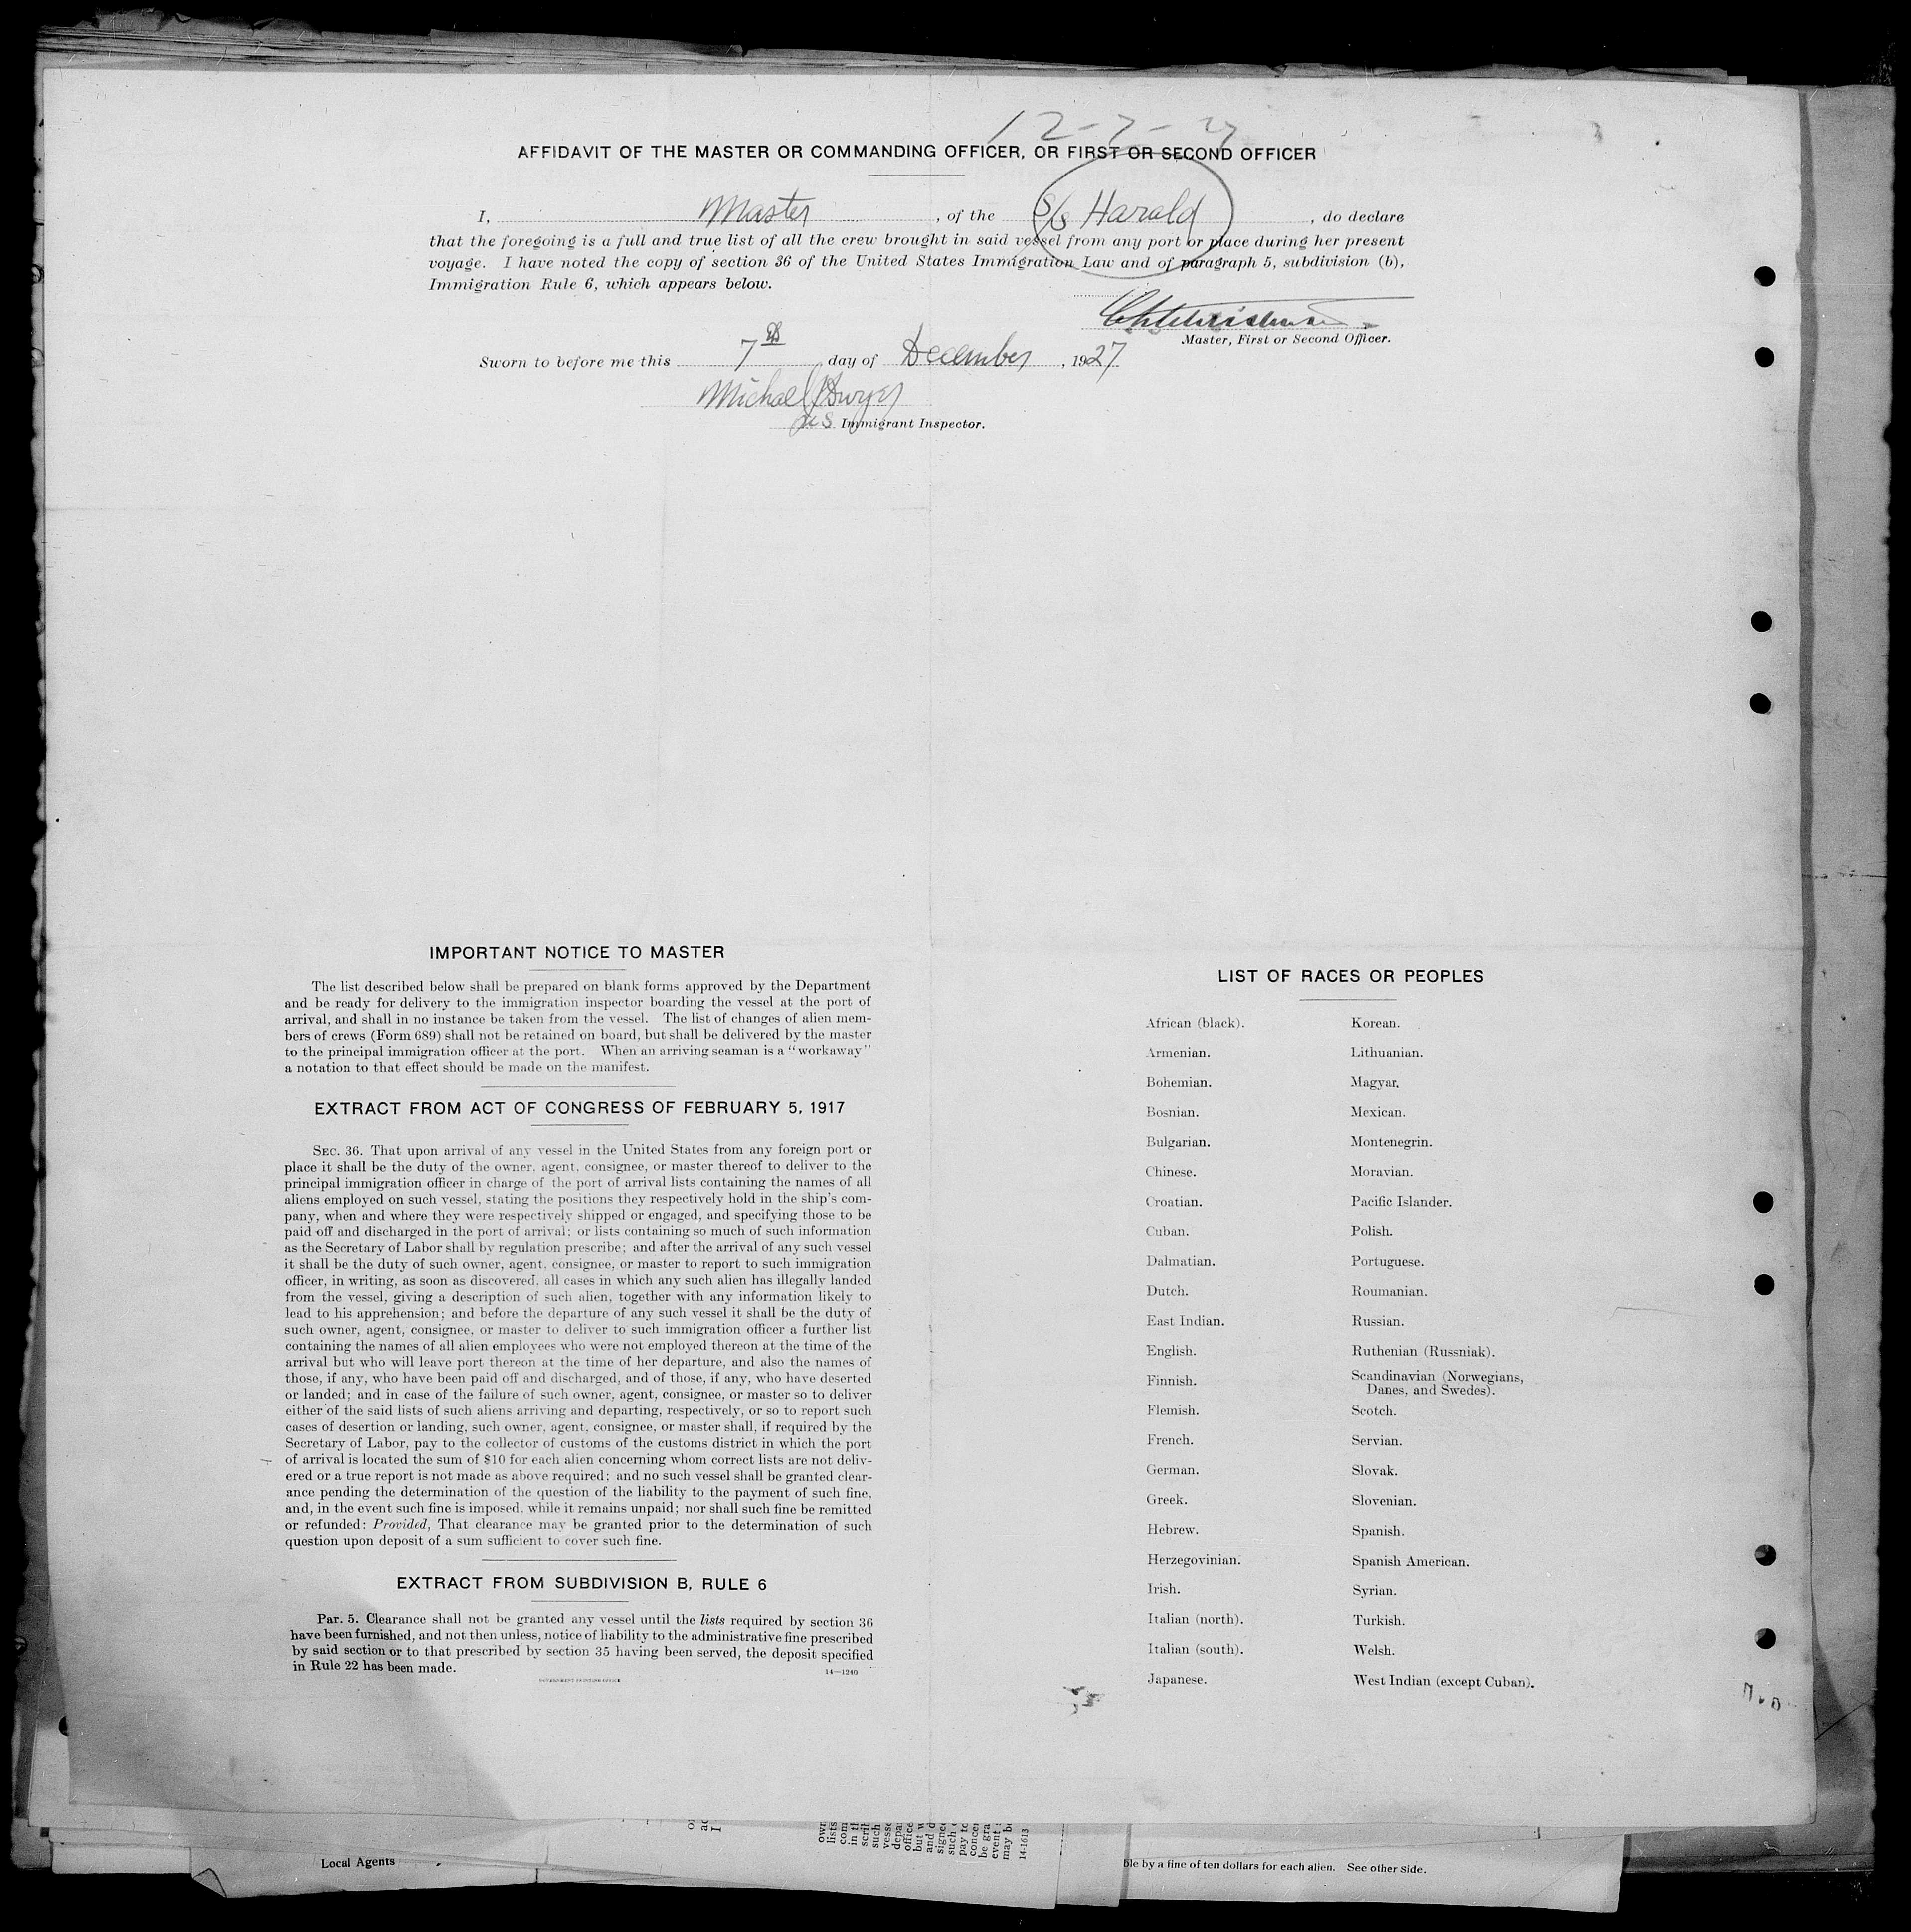 12-7-27
AFFIDAVIT OF THE MASTER OR COMMANDING OFFICER, OR FIRST OR SECOND OFFICER
I, Master, of the S/S Harald, do declare
that the foregoing is a full and true list of all the crew brought in said vessel from any port or place during her present
voyage. I have noted the copy of section 36 of the United States Immigration Law and of paragraph 5, subdivision (b),
Immigration Rule 6, which appears below.
Master, First or Second Officer.
Sworn to before me this 7th day of December, 1927
Michael J Dwyer
US Immigrant Inspector.
IMPORTANT NOTICE TO MASTER
The list described below shall be prepared on blank forms approved by the Department
and be ready for delivery to the immigration inspector boarding the vessel at the port of
arrival, and shall in no instance be taken from the vessel. The list of changes of alien mem-
bers of crews (Form 689) shall not be retained on board, but shall be delivered by the master
to the principal immigration officer at the port. When an arriving seaman is a "workaway"
a notation to that effect should be made on the manifest.
EXTRACT FROM ACT OF CONGRESS OF FEBRUARY 5, 1917
SEC. 36. That upon arrival of any vessel in the United States from any foreign port or
place it shall be the duty of the owner, agent, consignee, or master thereof to deliver to the
principal immigration officer in charge of the port of arrival lists containing the names of all
aliens employed on such vessel, stating the positions they respectively hold in the ship's com-
pany, when and where they were respectively shipped or engaged, and specifying those to be
paid off and discharged in the port of arrival; or lists containing so much of such information
as the Secretary of Labor shall by regulation prescribe; and after the arrival of any such vessel
it shall be the duty of such owner, agent, consignee, or master to report to such immigration
officer, in writing, as soon as discovered, all cases in which any such alien has illegally landed
from the vessel, giving a description of such alien, together with any information likely to
lead to his apprehension; and before the departure of any such vessel it shall be the duty of
such owner, agent, consignee, or master to deliver to such immigration officer a further list
containing the names of all alien employees who were not employed thereon at the time of the
arrival but who will leave port thereon at the time of her departure, and also the names of
those, if any, who have been paid off and discharged, and of those, if any, who have deserted
or landed; and in case of the failure of such owner, agent, consignee, or master so to deliver
either of the said lists of such aliens arriving and departing, respectively, or so to report such
cases of desertion or landing, such owner, agent, consignee, or master shall, if required by the
Secretary of Labor, pay to the collector of customs of the customs district in which the port
of arrival is located the sum of $10 for each alien concerning whom correct lists are not deliv-
ered or a true report is not made as above required; and no such vessel shall be granted clear-
ance pending the determination of the question of the liability to the payment of such fine,
and, in the event such fine is imposed, while it remains unpaid; nor shall such fine be remitted
or refunded: Provided, That clearance may be granted prior to the determination of such
question upon deposit of a sum sufficient to cover such fine.
EXTRACT FROM SUBDIVISION B, RULE 6
Par. 5. Clearance shall not be granted any vessel until the lists required by section 36
have been furnished, and not then unless, notice of liability to the administrative fine prescribed
by said section or to that prescribed by section 35 having been served, the deposit specified
in Rule 22 has been made.
14—1240
GOVERNMENT PRINTING OFFICE
LIST OF RACES OR PEOPLES
African (black).
Armenian.
Bohemian.
Bosnian.
Bulgarian.
Chinese.
Croatian.
Cuban.
Dalmatian.
Dutch.
East Indian.
English.
Finnish.
Flemish.
French.
German.
Greek.
Hebrew.
Herzegovinian.
Irish.
Italian (north).
Italian (south).
Japanese.
Korean.
Lithuanian.
Magyar.
Mexican.
Montenegrin.
Moravian.
Pacific Islander.
Polish.
Portuguese.
Roumanian.
Russian.
Ruthenian (Russniak).
Scandinavian (Norwegians,
Danes, and Swedes).
Scotch.
Servian.
Slovak.
Slovenian.
Spanish.
Spanish American.
Syrian.
Turkish.
Welsh.
West Indian (except Cuban).
Local Agents
ble by a fine of ten dollars for each alien. See other side.
14-1613